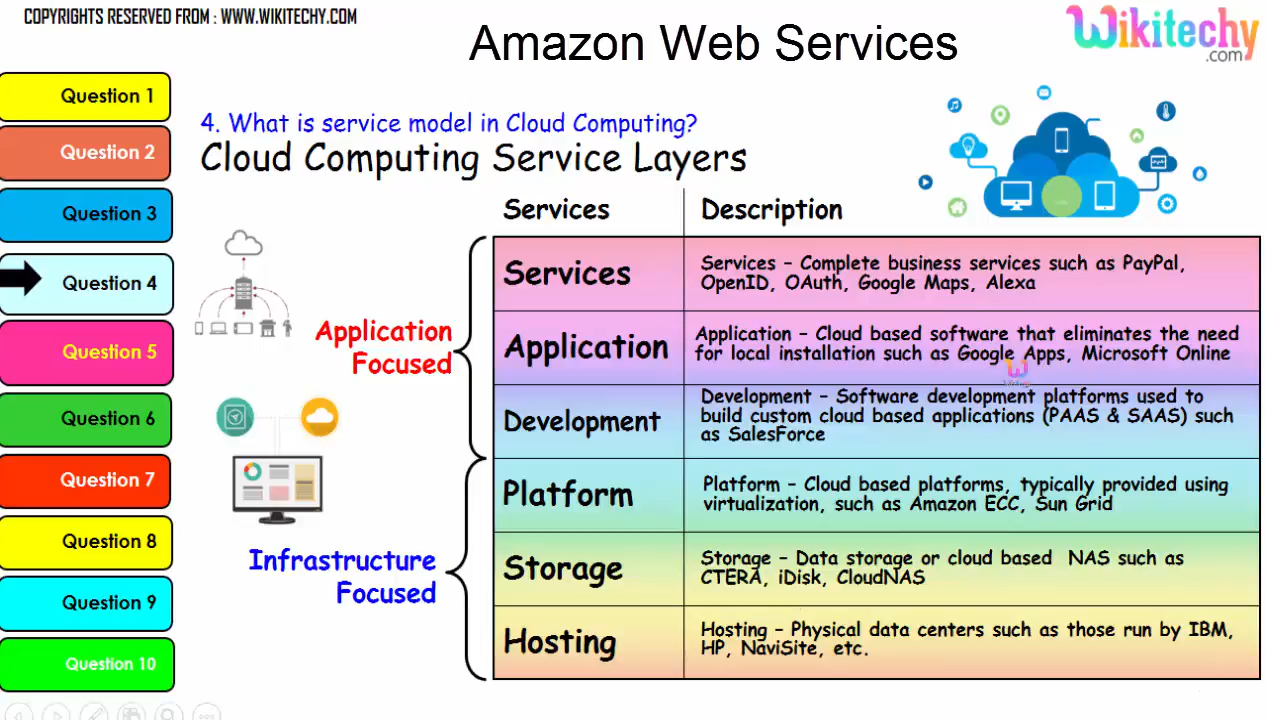 COPYRIGHTS RESERVED FROM : WWW.WIKITECHY.COM
Amazon Web Services
Wikitechy
.com
Question 1
Question 2
Question 3
Question 4
Question 5
Question 6
Question 7
Question 8
Question 9
Question 10
4. What is service model in Cloud Computing?
Cloud Computing Service Layers
Services
Description
Application
Focused
Infrastructure
Focused
Services
Services – Complete business services such as PayPal,
OpenID, OAuth, Google Maps, Alexa
Application
Application – Cloud based software that eliminates the need
for local installation such as Google Apps, Microsoft Online
Development
Development – Software development platforms used to
build custom cloud based applications (PAAS & SAAS) such
as SalesForce
Platform
Platform – Cloud based platforms, typically provided using
virtualization, such as Amazon ECC, Sun Grid
Storage
Storage – Data storage or cloud based NAS such as
CTERA, iDisk, CloudNAS
Hosting
Hosting – Physical data centers such as those run by IBM,
HP, NaviSite, etc.